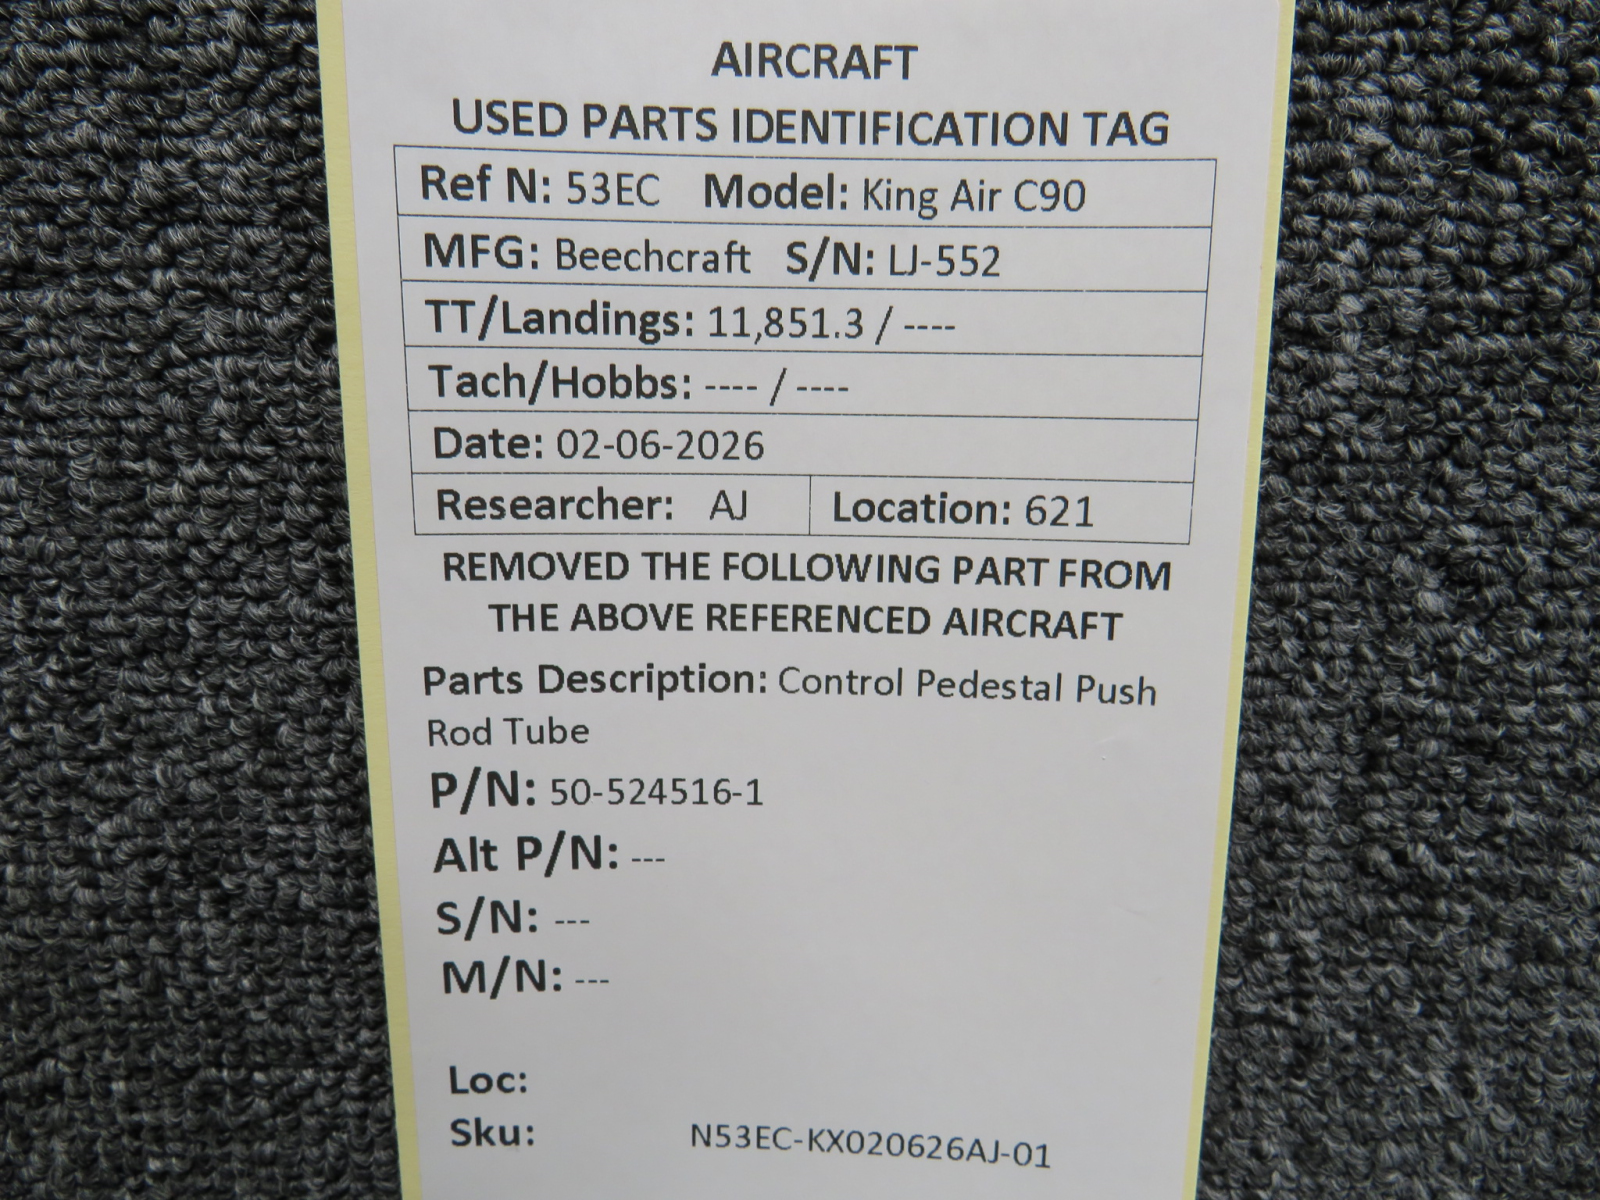 AIRCRAFT
USED PARTS IDENTIFICATION TAG
Ref N: 53EC Model: King Air C90
MFG: Beechcraft S/N: LJ-552
TT/Landings: 11,851.3 / ----
Tach/Hobbs: ---- / ----
Date: 02-06-2026
Researcher: AJ Location: 621
REMOVED THE FOLLOWING PART FROM
THE ABOVE REFERENCED AIRCRAFT
Parts Description: Control Pedestal Push
Rod Tube
P/N: 50-524516-1
Alt P/N: ---
S/N: ---
M/N: ---
Loc:
Sku: N53EC-KX020626AJ-01